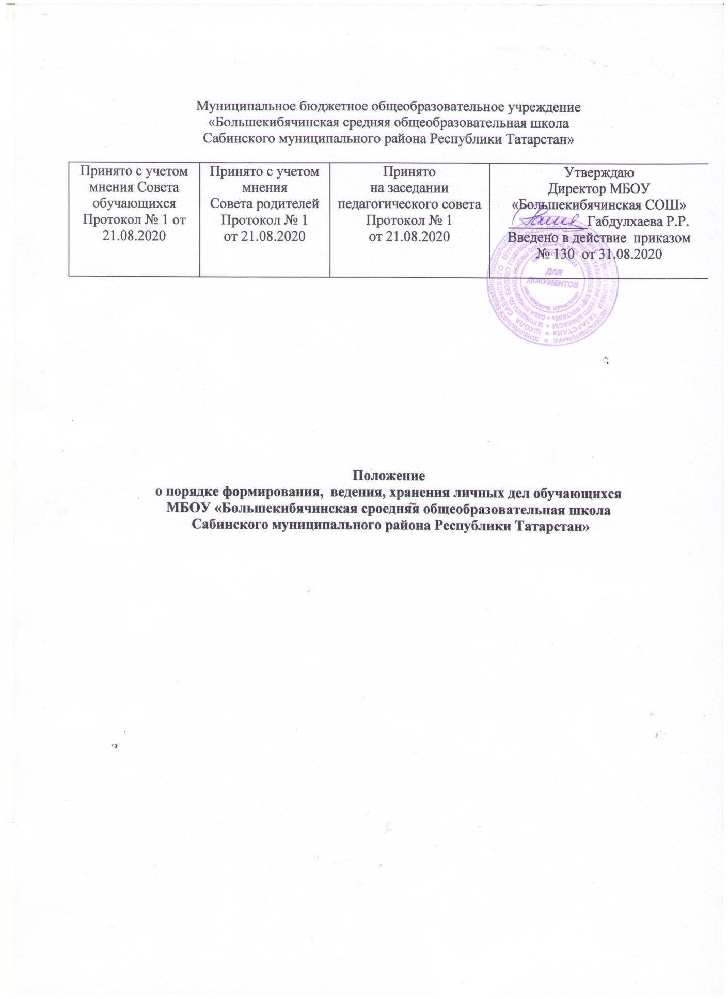 Муниципальное бюджетное общеобразовательное учреждение
«Большекибячинская средняя общеобразовательная школа
Сабинского муниципального района Республики Татарстан»
Принято с учетом
мнения Совета
обучающихся
Протокол № 1 от
21.08.2020
Принято с учетом
мнения
Совета родителей
Протокол № 1
от 21.08.2020
Принято
на заседании
педагогического совета
Протокол № 1
от 21.08.2020
Утверждаю
Директор МБОУ
«Большекибячинская СОШ»
Габдулхаева Р.Р.
Введено в действие приказом
№ 130 от 31.08.2020
ДЛЯ
ДОКУМЕНТОВ
Положение
о порядке формирования, ведения, хранения личных дел обучающихся
МБОУ «Большекибячинская сроедняя общеобразовательная школа
Сабинского муниципального района Республики Татарстан»